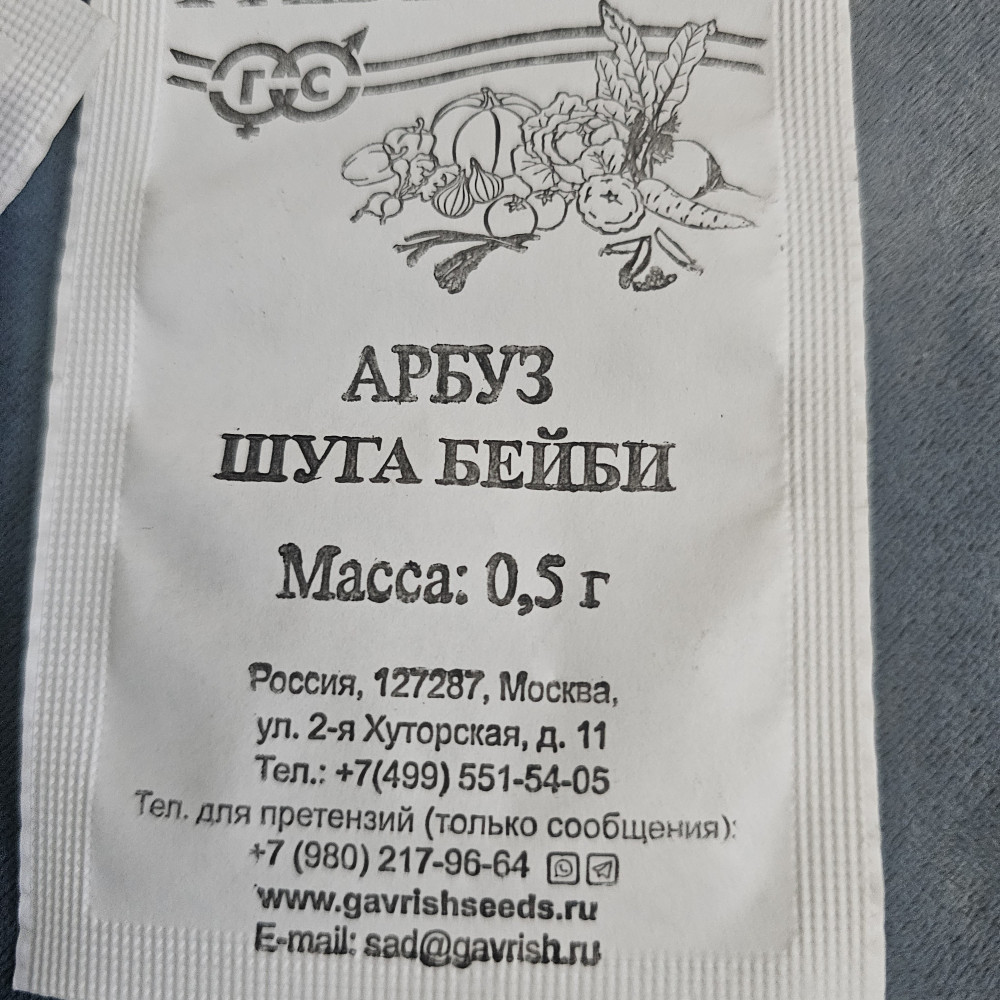 Г С
АРБУЗ
ШУГА БЕЙБИ
Масса: 0,5 г
Россия, 127287, Москва,
ул. 2-я Хуторская, д. 11
Тел.: +7(499) 551-54-05
Тел. для претензий (только сообщения):
+7 (980) 217-96-64
www.gavrishseeds.ru
E-mail: sad@gavrish.ru